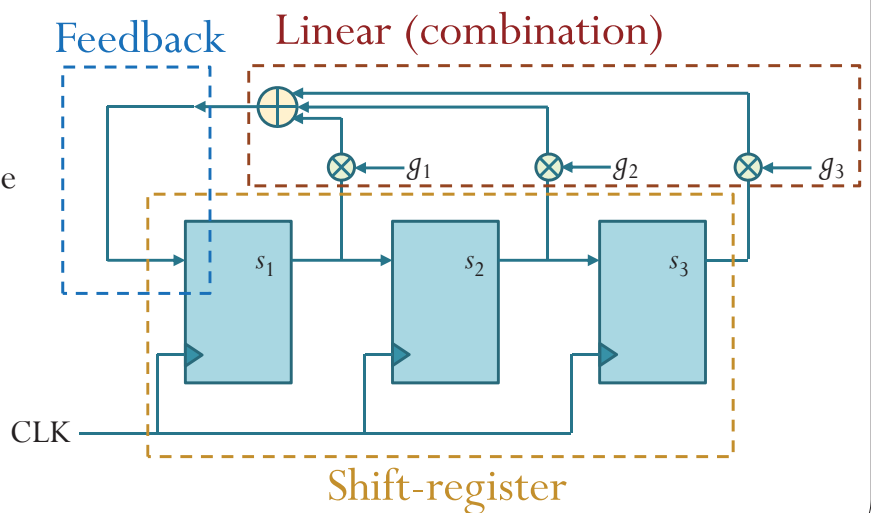 Feedback
Linear (combination)
e
g1
g2
g3
s1
s2
s3
CLK
Shift-register